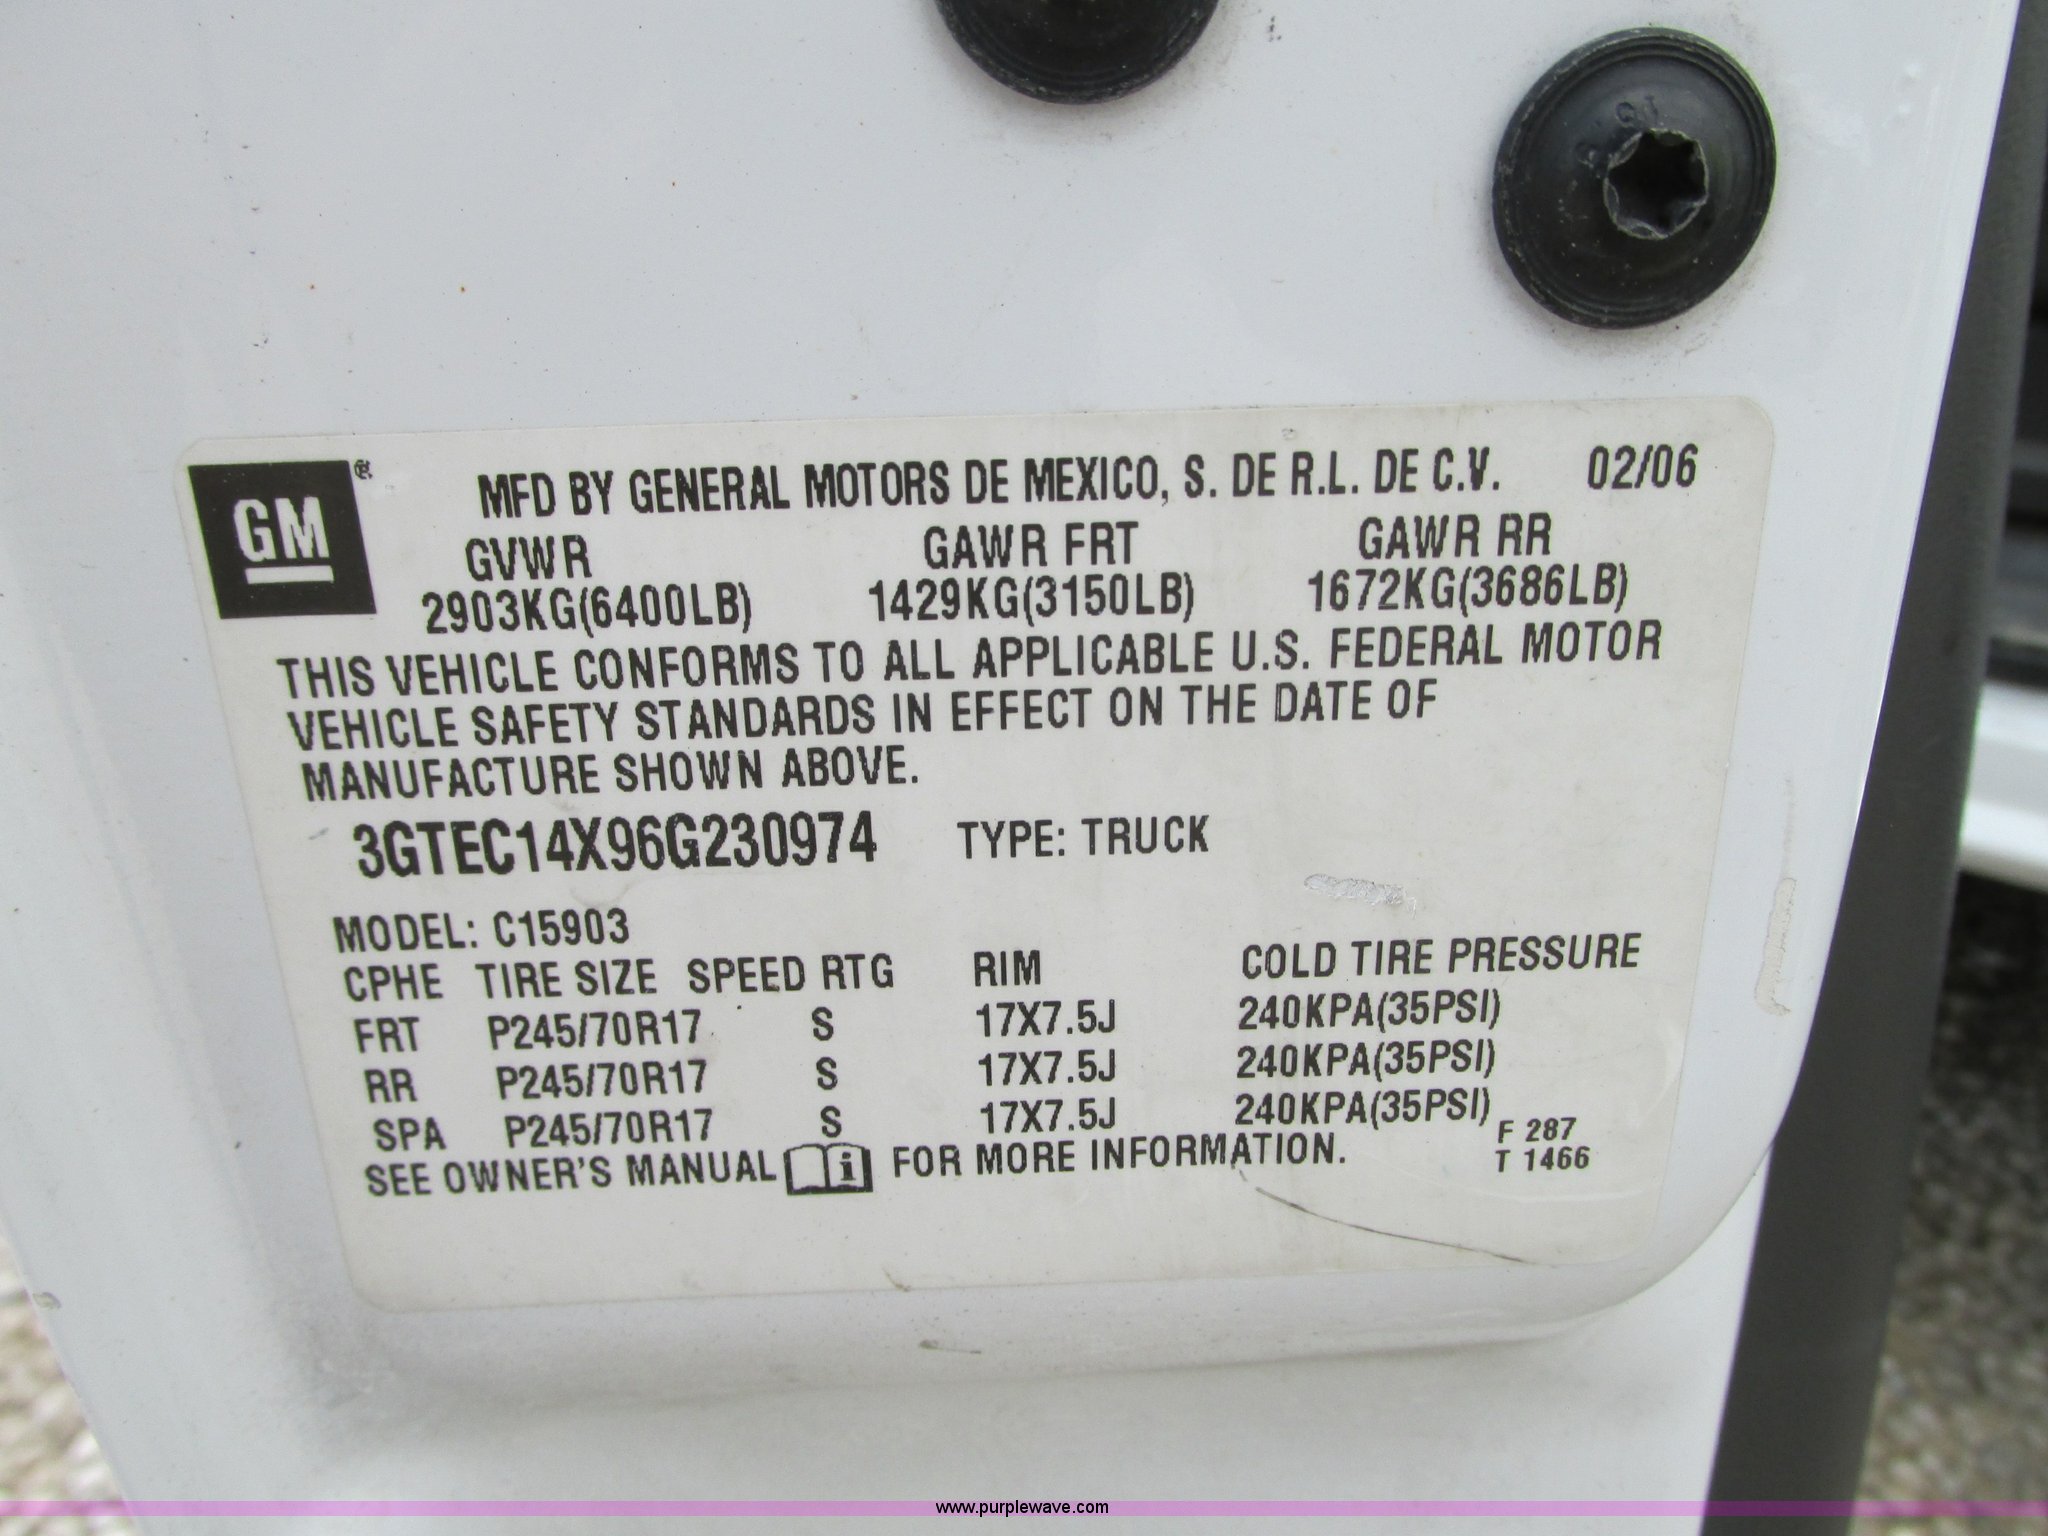 GM ®
MFD BY GENERAL MOTORS DE MEXICO, S. DE R.L. DE C.V. 02/06
GVWR GAWR FRT GAWR RR
2903KG(6400LB) 1429KG(3150LB) 1672KG(3686LB)
THIS VEHICLE CONFORMS TO ALL APPLICABLE U.S. FEDERAL MOTOR
VEHICLE SAFETY STANDARDS IN EFFECT ON THE DATE OF
MANUFACTURE SHOWN ABOVE.
3GTEC14X96G230974 TYPE: TRUCK
MODEL: C15903
CPHE TIRE SIZE SPEED RTG RIM COLD TIRE PRESSURE
FRT P245/70R17 S 17X7.5J 240KPA(35PSI)
RR P245/70R17 S 17X7.5J 240KPA(35PSI)
SPA P245/70R17 S 17X7.5J 240KPA(35PSI)
SEE OWNER'S MANUAL i FOR MORE INFORMATION.
F 287
T 1466
www.purplewave.com